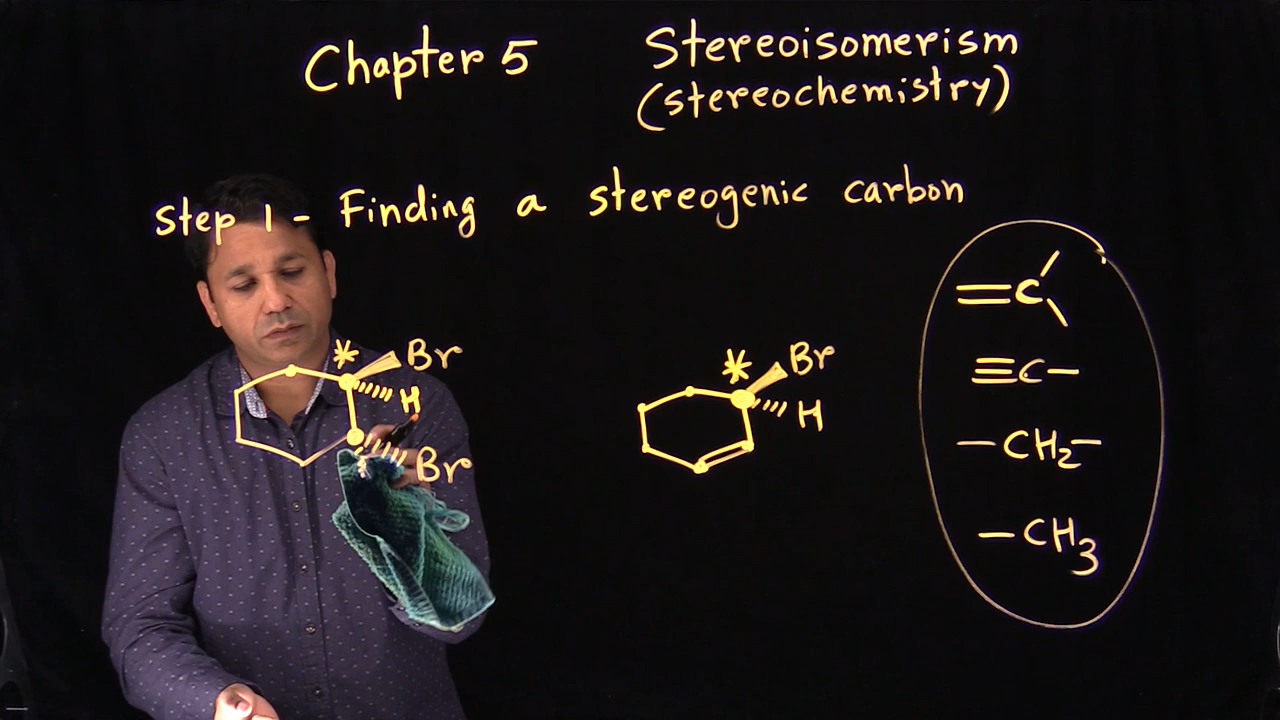 Chapter 5
Stereoisomerism
(stereochemistry)
Step 1 - Finding a stereogenic carbon
* Br
H
Br
* Br
H
=C
≡C-
-CH₂-
-CH₃